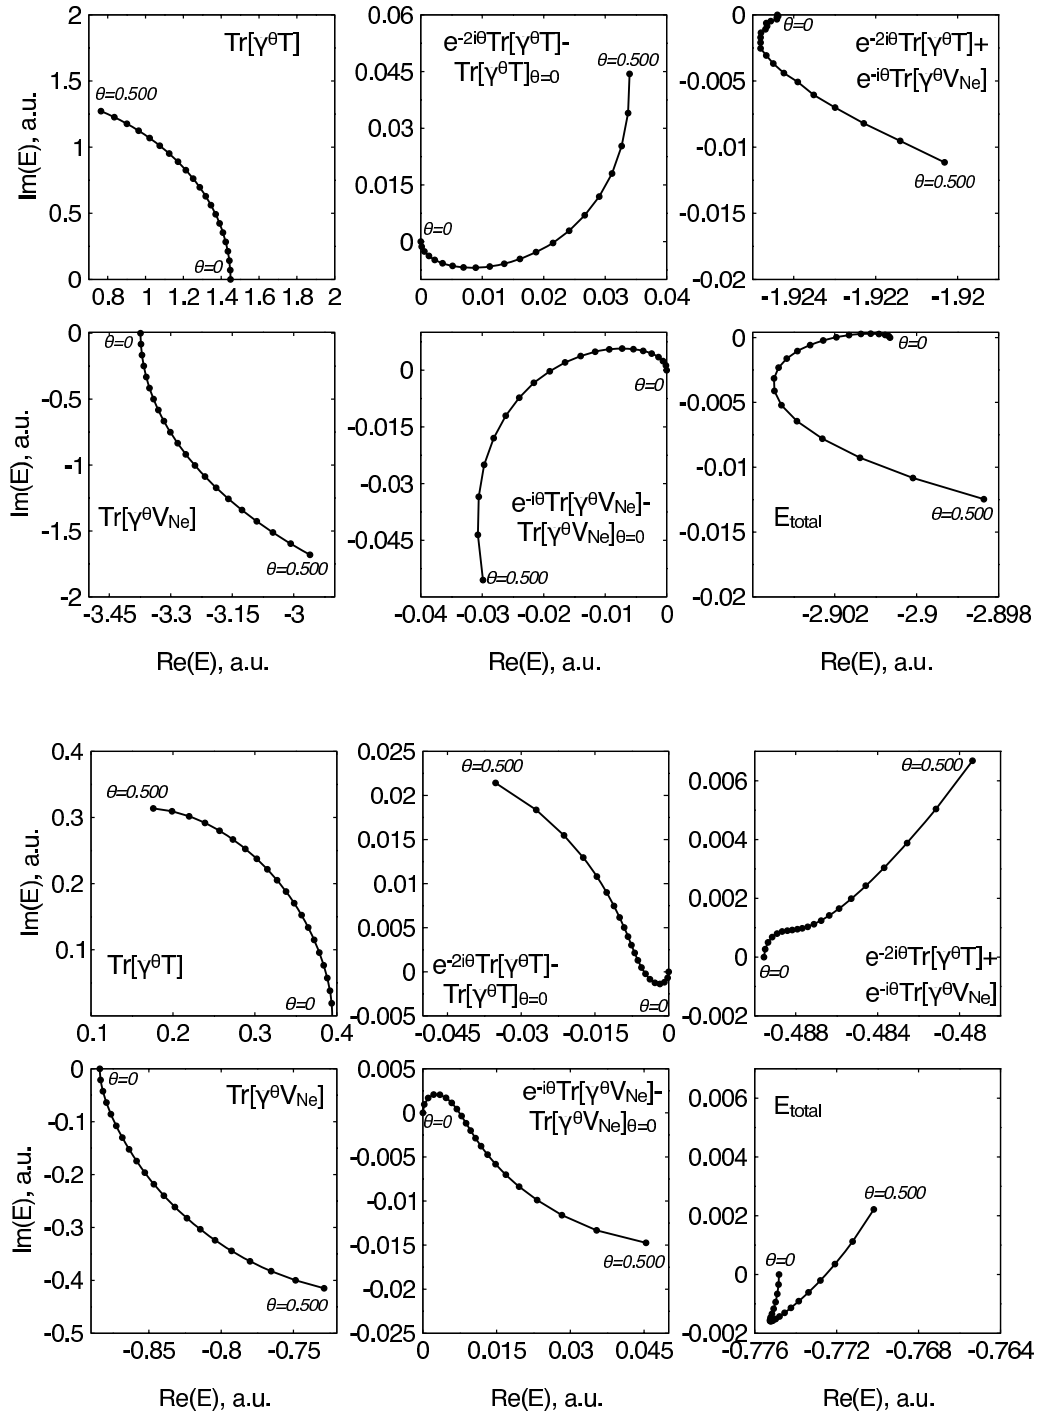 2
1.5
1
0.5
0
Im(E), a.u.
Tr[γᶿT]
θ=0.500
θ=0
0.8
1
1.2
1.4
1.6
1.8
2
0.06
0.045
0.03
0.015
0
e⁻²ⁱᶿTr[γᶿT]-
Tr[γᶿT]θ=0
θ=0.500
θ=0
0
0.01
0.02
0.03
0.04
0
-0.005
-0.01
-0.015
-0.02
θ=0
e⁻²ⁱᶿTr[γᶿT]+
e⁻ⁱᶿTr[γᶿVNe]
θ=0.500
-1.924
-1.922
-1.92
0
-0.5
-1
-1.5
-2
Im(E), a.u.
θ=0
Tr[γᶿVNe]
θ=0.500
-3.45
-3.3
-3.15
-3
Re(E), a.u.
0
-0.015
-0.03
-0.045
θ=0
e⁻ⁱᶿTr[γᶿVNe]-
Tr[γᶿVNe]θ=0
θ=0.500
-0.04
-0.03
-0.02
-0.01
0
Re(E), a.u.
0
-0.005
-0.01
-0.015
-0.02
θ=0
Etotal
θ=0.500
-2.902
-2.9
-2.898
Re(E), a.u.
0.4
0.3
0.2
0.1
Im(E), a.u.
θ=0.500
Tr[γᶿT]
θ=0
0.1
0.2
0.3
0.4
0.025
0.02
0.015
0.01
0.005
0
-0.005
θ=0.500
e⁻²ⁱᶿTr[γᶿT]-
Tr[γᶿT]θ=0
θ=0
-0.045
-0.03
-0.015
0
0.006
0.004
0.002
0
-0.002
θ=0.500
θ=0
e⁻²ⁱᶿTr[γᶿT]+
e⁻ⁱᶿTr[γᶿVNe]
-0.488
-0.484
-0.48
0
-0.1
-0.2
-0.3
-0.4
-0.5
Im(E), a.u.
θ=0
Tr[γᶿVNe]
θ=0.500
-0.85
-0.8
-0.75
Re(E), a.u.
0.005
0
-0.005
-0.01
-0.015
-0.02
-0.025
e⁻ⁱᶿTr[γᶿVNe]-
Tr[γᶿVNe]θ=0
θ=0
θ=0.500
0
0.015
0.03
0.045
Re(E), a.u.
0.006
0.004
0.002
0
-0.002
Etotal
θ=0.500
θ=0
-0.776
-0.772
-0.768
-0.764
Re(E), a.u.